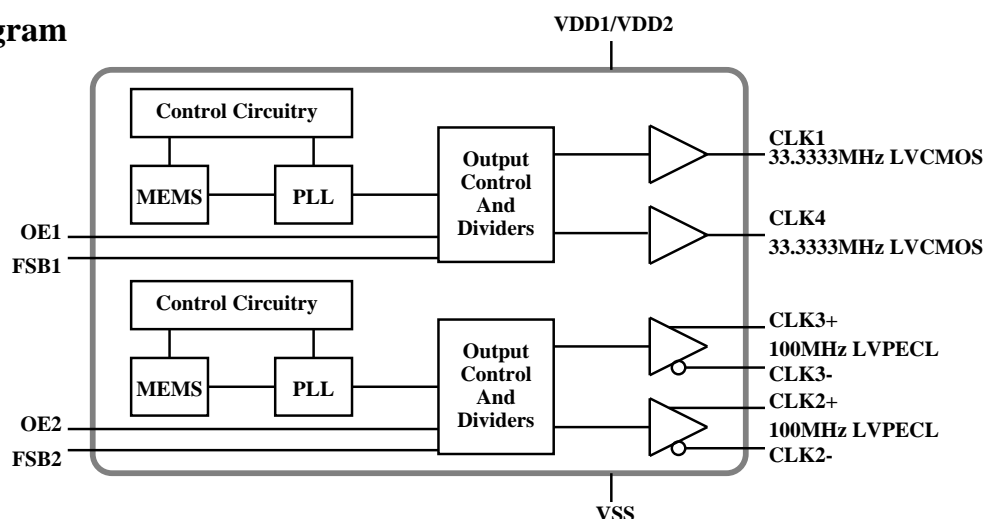 gram
VDD1/VDD2
Control Circuitry
MEMS
PLL
Output
Control
And
Dividers
CLK1
33.3333MHz LVCMOS
CLK4
33.3333MHz LVCMOS
OE1
FSB1
Control Circuitry
MEMS
PLL
Output
Control
And
Dividers
CLK3+
100MHz LVPECL
CLK3-
CLK2+
100MHz LVPECL
CLK2-
OE2
FSB2
VSS